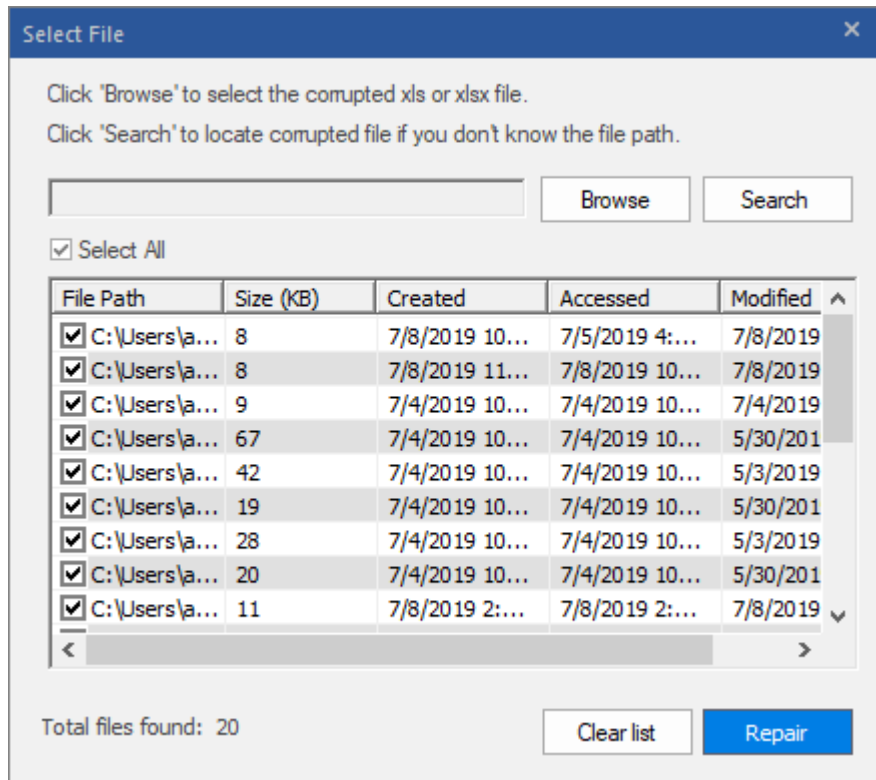 Select File
Click 'Browse' to select the corrupted xls or xlsx file.
Click 'Search' to locate corrupted file if you don't know the file path.
Browse Search
Select All
File Path Size (KB) Created Accessed Modified
C:\Users\a... 8 7/8/2019 10... 7/5/2019 4:... 7/8/2019
C:\Users\a... 8 7/8/2019 11... 7/8/2019 10... 7/8/2019
C:\Users\a... 9 7/4/2019 10... 7/4/2019 10... 7/4/2019
C:\Users\a... 67 7/4/2019 10... 7/4/2019 10... 5/30/201
C:\Users\a... 42 7/4/2019 10... 7/4/2019 10... 5/3/2019
C:\Users\a... 19 7/4/2019 10... 7/4/2019 10... 5/30/201
C:\Users\a... 28 7/4/2019 10... 7/4/2019 10... 5/3/2019
C:\Users\a... 20 7/4/2019 10... 7/4/2019 10... 5/30/201
C:\Users\a... 11 7/8/2019 2:... 7/8/2019 2:... 7/8/2019
Total files found: 20 Clear list Repair